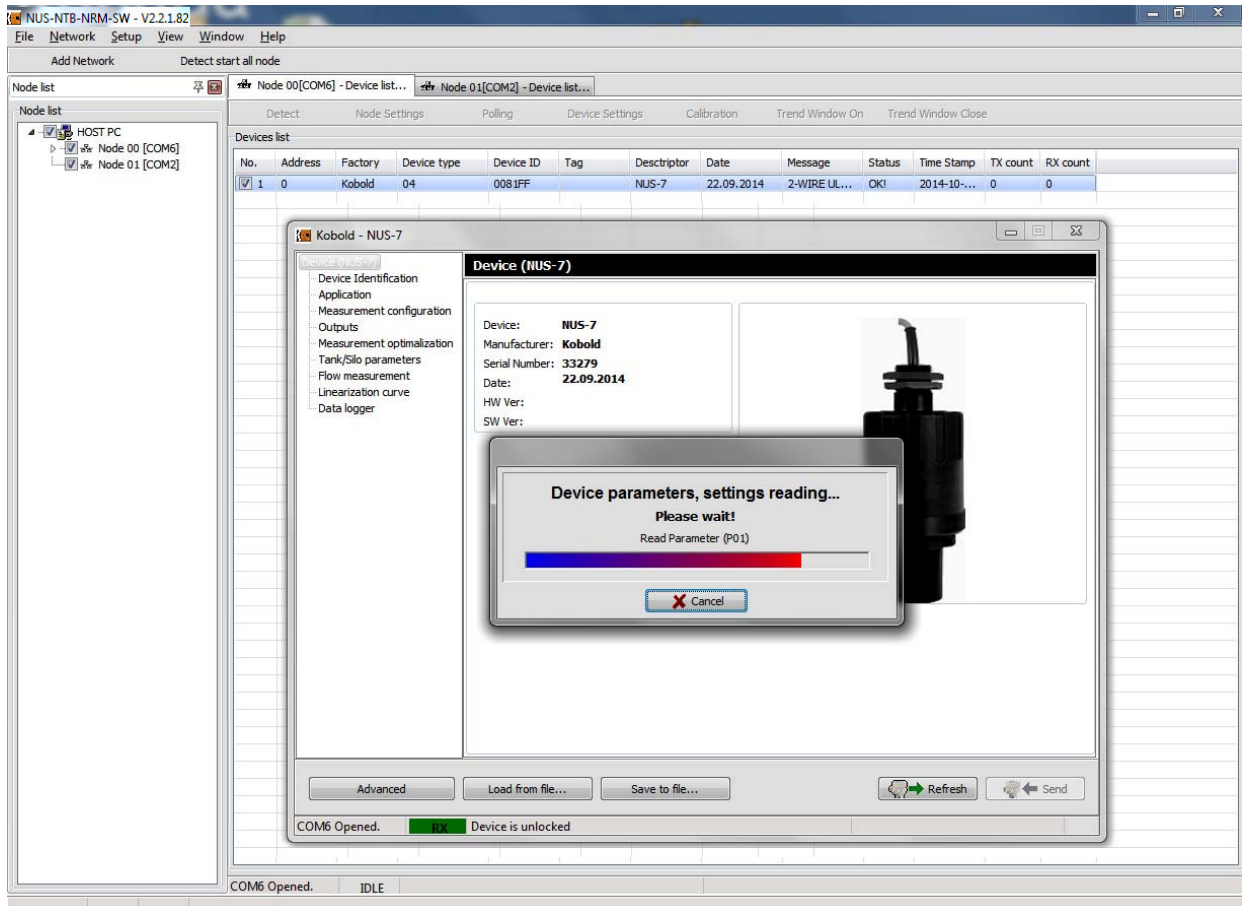 NUS-NTB-NRM-SW - V2.2.1.82
File Network Setup View Window Help
Add Network Detect start all node
Node list
Node 00[COM6] - Device list... Node 01[COM2] - Device list...
Node list
HOST PC
Node 00 [COM6]
Node 01 [COM2]
Detect Node Settings Polling Device Settings Calibration Trend Window On Trend Window Close
Devices list
No. Address Factory Device type Device ID Tag Desctriptor Date Message Status Time Stamp TX count RX count
1 0 Kobold 04 0081FF NUS-7 22.09.2014 2-WIRE UL... OK! 2014-10-... 0 0
Kobold - NUS-7
Device (NUS-7)
Device Identification
Application
Measurement configuration
Outputs
Measurement optimalization
Tank/Silo parameters
Flow measurement
Linearization curve
Data logger
Device (NUS-7)
Device: NUS-7
Manufacturer: Kobold
Serial Number: 33279
Date: 22.09.2014
HW Ver:
SW Ver:
Device parameters, settings reading...
Please wait!
Read Parameter (P01)
Cancel
Advanced Load from file... Save to file... Refresh Send
COM6 Opened. RX Device is unlocked
COM6 Opened. IDLE